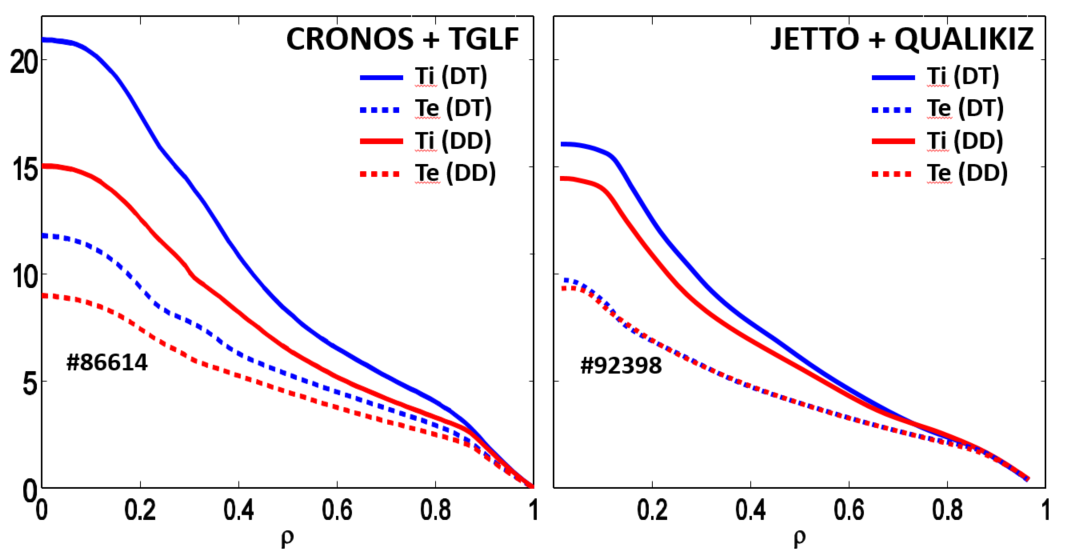 CRONOS + TGLF
Ti (DT)
Te (DT)
Ti (DD)
Te (DD)
#86614
20
15
10
5
0
0
0.2
0.4
0.6
0.8
1
ρ
JETTO + QUALIKIZ
Ti (DT)
Te (DT)
Ti (DD)
Te (DD)
#92398
0.2
0.4
0.6
0.8
1
ρ